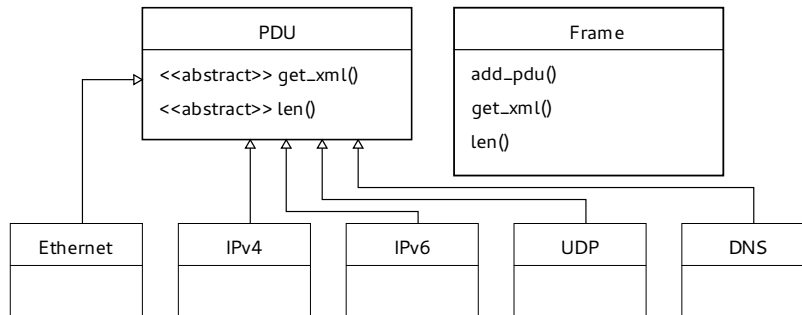 PDU
<<abstract>> get_xml()
<<abstract>> len()
Frame
add_pdu()
get_xml()
len()
Ethernet
IPv4
IPv6
UDP
DNS